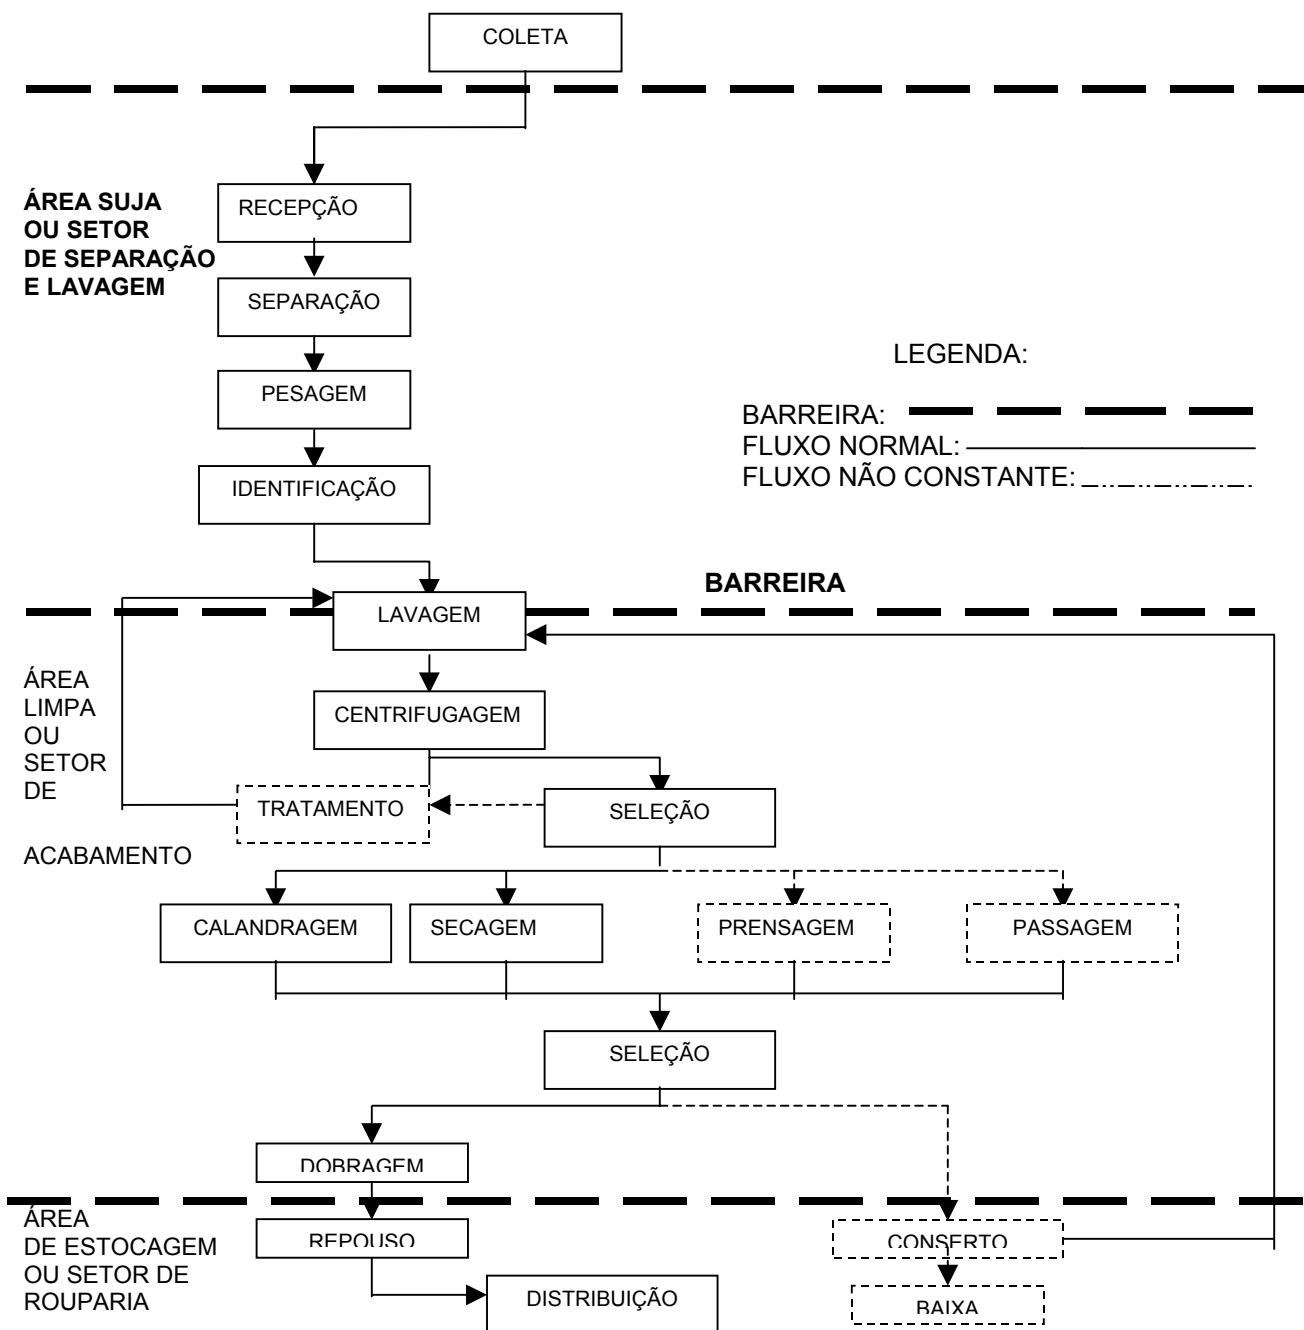 COLETA
ÁREA SUJA
OU SETOR
DE SEPARAÇÃO
E LAVAGEM
RECEPÇÃO
SEPARAÇÃO
PESAGEM
IDENTIFICAÇÃO
LEGENDA:
BARREIRA:
FLUXO NORMAL:
FLUXO NÃO CONSTANTE:
BARREIRA
LAVAGEM
ÁREA
LIMPA
OU
SETOR
DE
ACABAMENTO
CENTRIFUGAGEM
TRATAMENTO
SELEÇÃO
CALANDRAGEM
SECAGEM
PRENSAGEM
PASSAGEM
SELEÇÃO
DOBRAGEM
ÁREA
DE ESTOCAGEM
OU SETOR DE
ROUPARIA
REPOUSO
CONSERTO
DISTRIBUIÇÃO
BAIXA